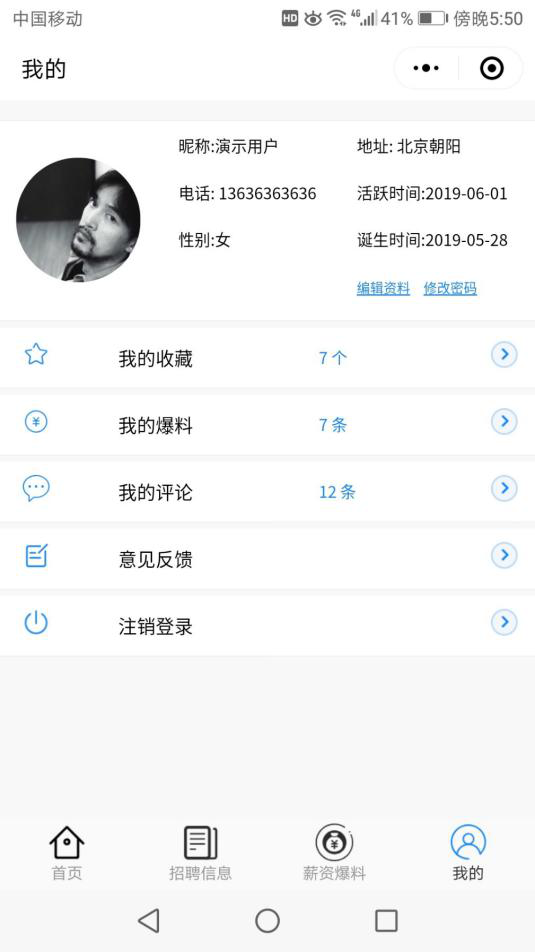 中国移动 HD 4G 41% 傍晚5:50
我的
昵称:演示用户 地址: 北京朝阳
电话: 13636363636 活跃时间:2019-06-01
性别:女 诞生时间:2019-05-28
编辑资料 修改密码
我的收藏 7 个
¥ 我的爆料 7 条
我的评论 12 条
意见反馈
注销登录
¥
首页 招聘信息 薪资爆料 我的